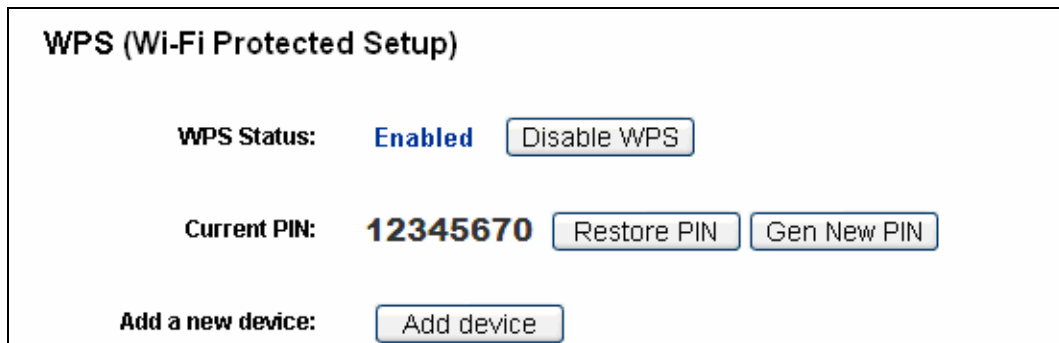 WPS (Wi-Fi Protected Setup)
WPS Status: Enabled Disable WPS
Current PIN: 12345670 Restore PIN Gen New PIN
Add a new device: Add device